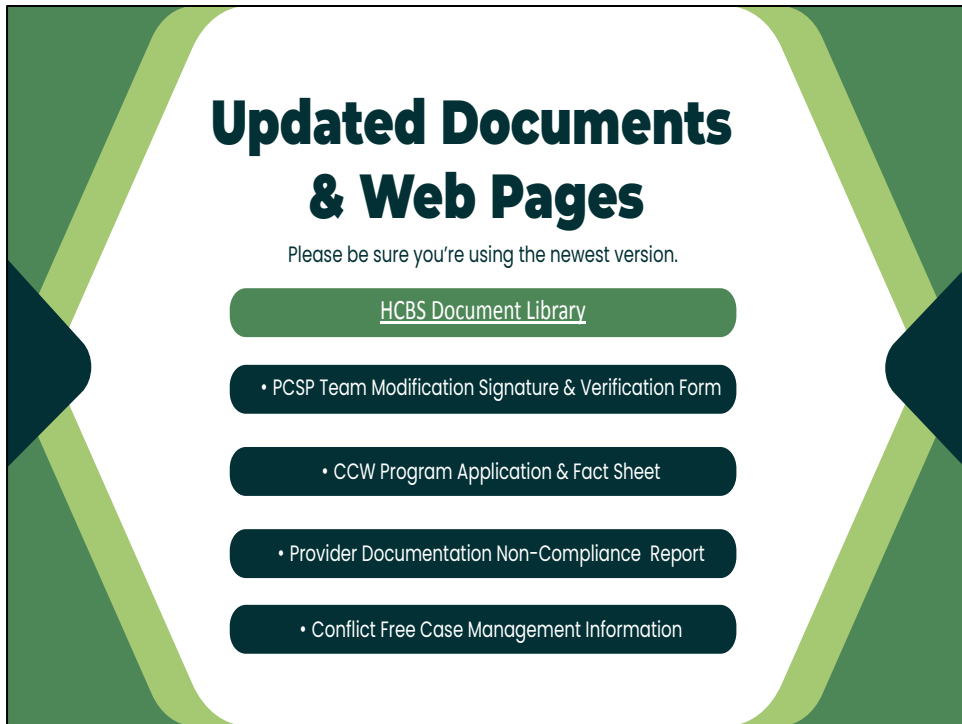 Updated Documents
& Web Pages
Please be sure you're using the newest version.
HCBS Document Library
• PCSP Team Modification Signature & Verification Form
• CCW Program Application & Fact Sheet
• Provider Documentation Non-Compliance Report
• Conflict Free Case Management Information